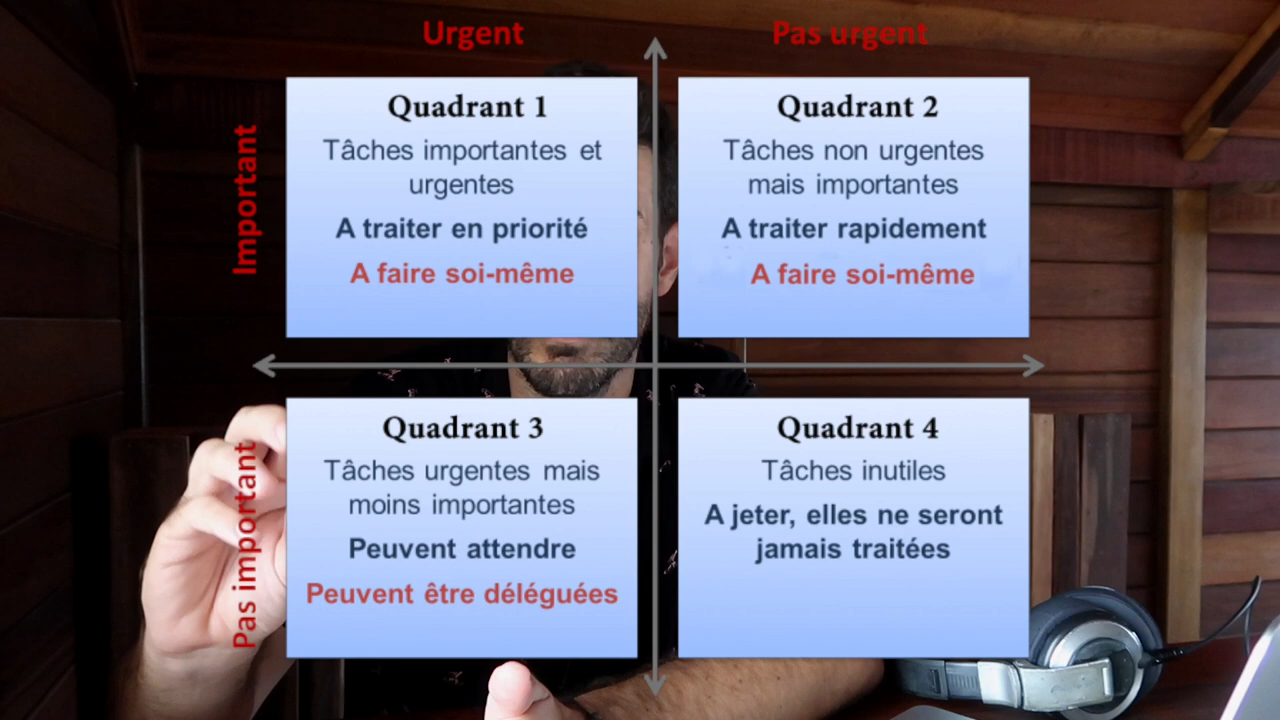 Urgent
Pas urgent
Important
Quadrant 1
Tâches importantes et
urgentes
A traiter en priorité
A faire soi-même
Quadrant 2
Tâches non urgentes
mais importantes
A traiter rapidement
A faire soi-même
Pas important
Quadrant 3
Tâches urgentes mais
moins importantes
Peuvent attendre
Peuvent être déléguées
Quadrant 4
Tâches inutiles
A jeter, elles ne seront
jamais traitées